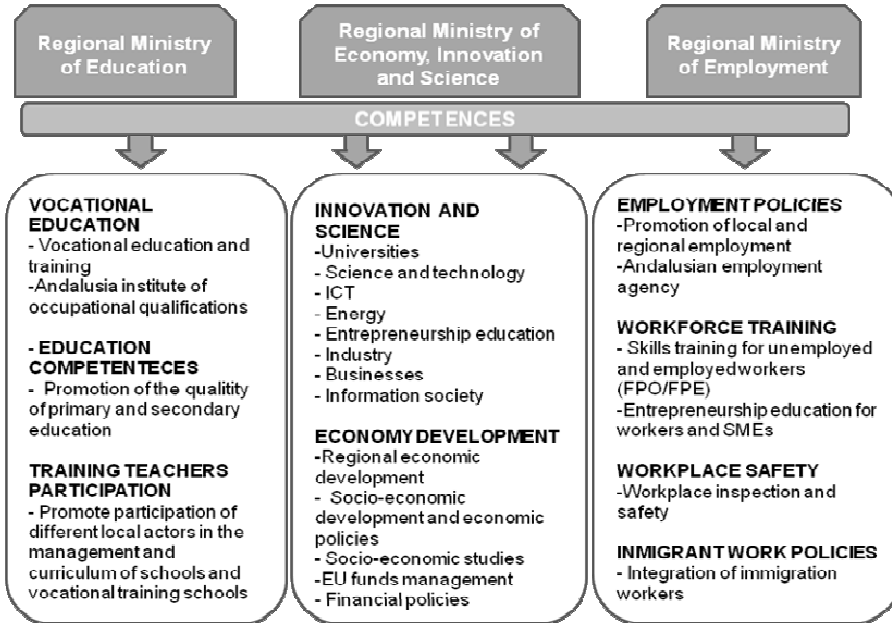 Regional Ministry
of Education
Regional Ministry of
Economy, Innovation
and Science
Regional Ministry
of Employment
COMPETENCES
VOCATIONAL
EDUCATION
- Vocational education and
training
-Andalusia institute of
occupational qualifications
- EDUCATION
COMPETENTECES
- Promotion of the qualitity
of primary and secondary
education
TRAINING TEACHERS
PARTICIPATION
- Promote participation of
different local actors in the
management and
curriculum of schools and
vocational training schools
INNOVATION AND
SCIENCE
-Universities
- Science and technology
- ICT
- Energy
- Entrepreneurship education
- Industry
- Businesses
- Information society
ECONOMY DEVELOPMENT
-Regional economic
development
- Socio-economic
development and economic
policies
- Socio-economic studies
-EU funds management
- Financial policies
EMPLOYMENT POLICIES
-Promotion of local and
regional employment
-Andalusian employment
agency
WORKFORCE TRAINING
- Skills training for unemployed
and employed workers
(FPO/FPE)
-Entrepreneurship education for
workers and SMEs
WORKPLACE SAFETY
-Workplace inspection and
safety
INMIGRANT WORK POLICIES
- Integration of immigration
workers